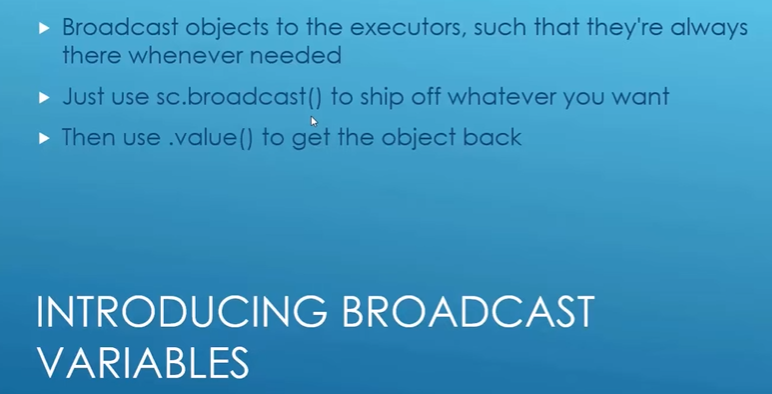 Broadcast objects to the executors, such that they're always
there whenever needed
Just use sc.broadcast() to ship off whatever you want
Then use .value() to get the object back
INTRODUCING BROADCAST
VARIABLES